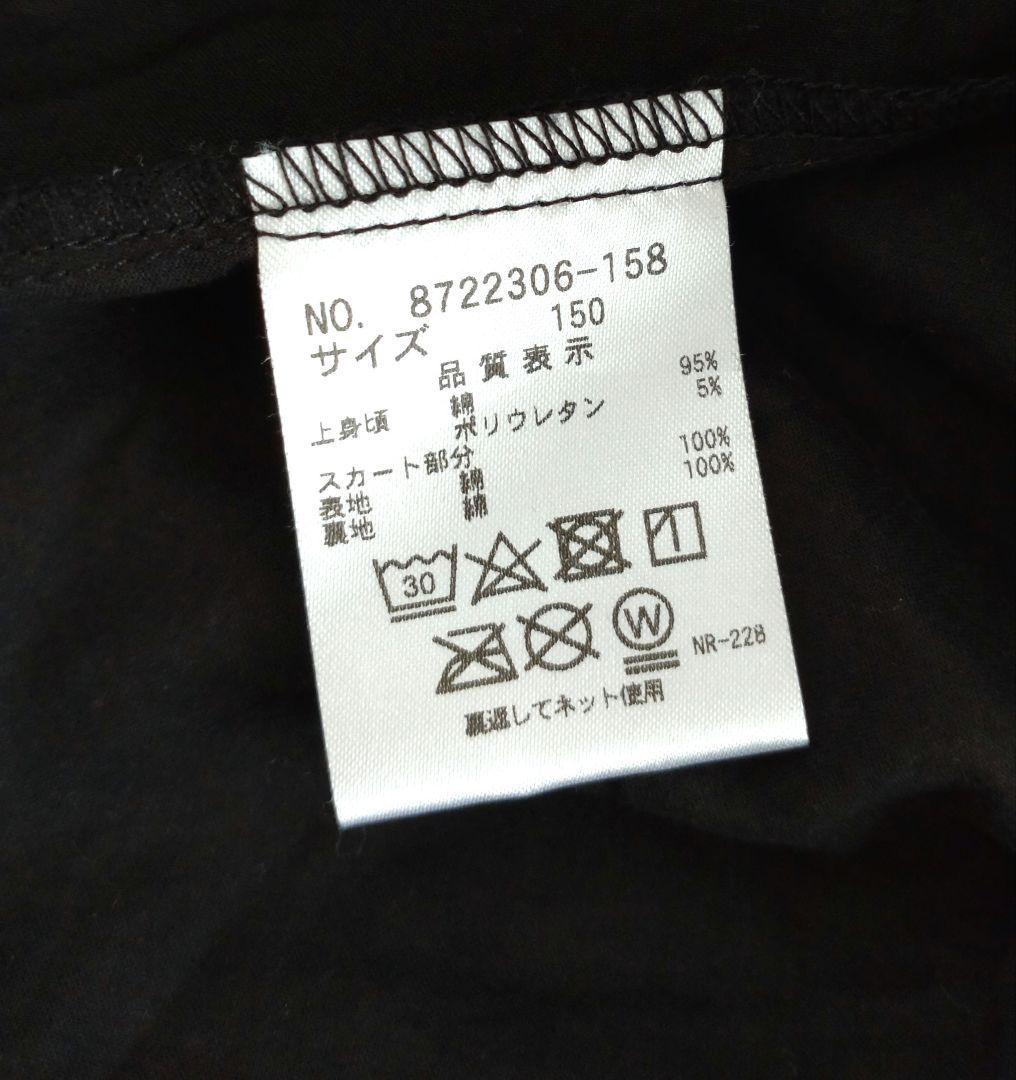 NO. 8722306-158
サイズ 150
品質表示
上身頃 綿 95%
ポリウレタン 5%
スカート部分
表地 綿 100%
裏地 綿 100%
30
W NR-228
裏返してネット使用